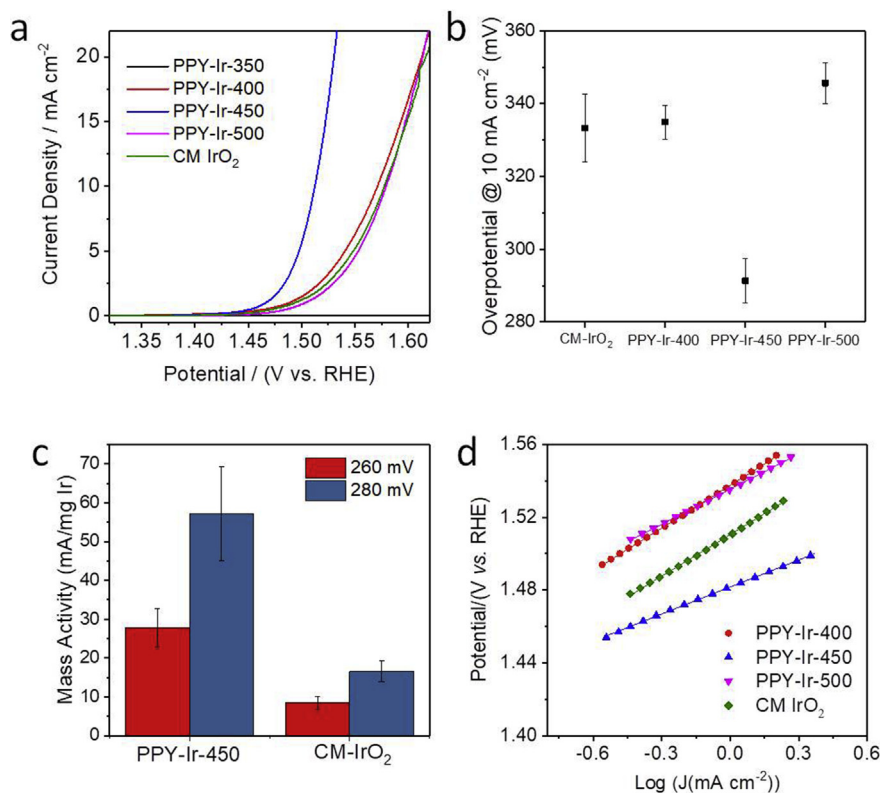 a
Current Density / mA cm⁻²
20
15
10
5
0
PPY-Ir-350
PPY-Ir-400
PPY-Ir-450
PPY-Ir-500
CM IrO₂
1.35 1.40 1.45 1.50 1.55 1.60
Potential / (V vs. RHE)
b
Overpotential @ 10 mA cm⁻² (mV)
360
340
320
300
280
CM-IrO₂ PPY-Ir-400 PPY-Ir-450 PPY-Ir-500
c
Mass Activity (mA/mg Ir)
70
60
50
40
30
20
10
0
260 mV
280 mV
PPY-Ir-450 CM-IrO₂
d
Potential/(V vs. RHE)
1.56
1.52
1.48
1.44
1.40
PPY-Ir-400
PPY-Ir-450
PPY-Ir-500
CM IrO₂
-0.6 -0.3 0.0 0.3 0.6
Log (J(mA cm⁻²))